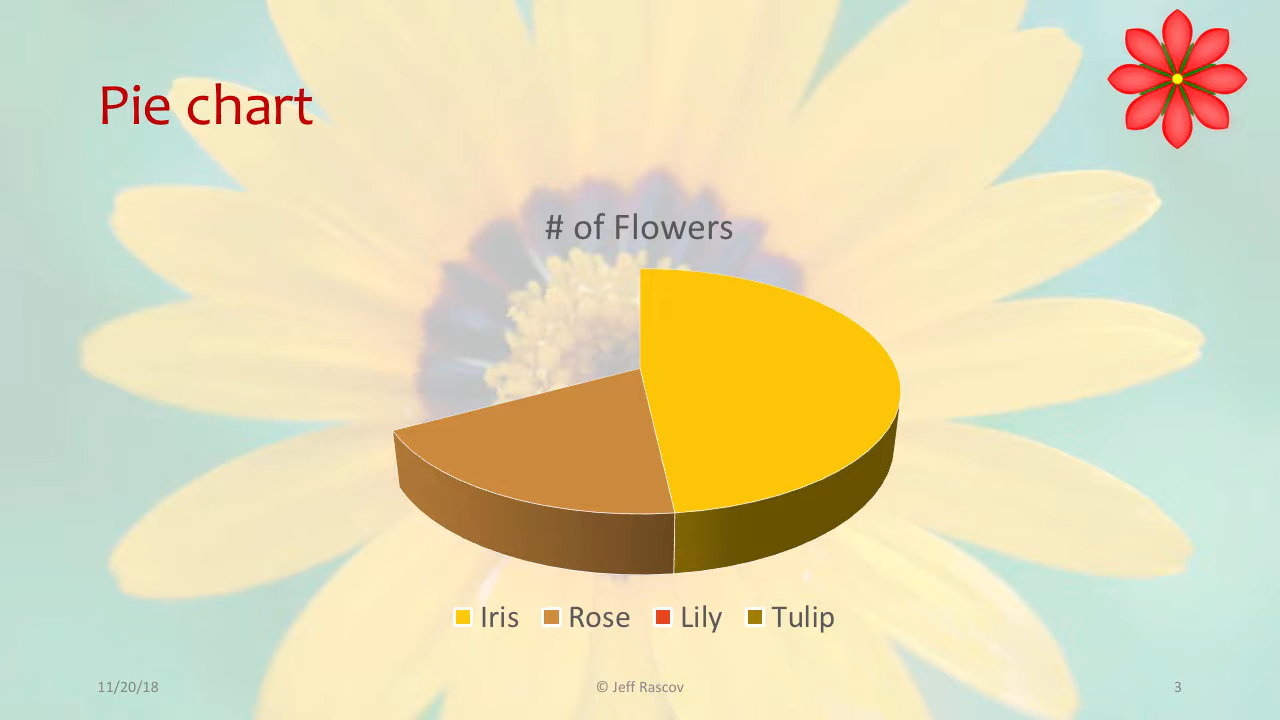 Pie chart
# of Flowers
Iris Rose Lily Tulip
11/20/18 © Jeff Rascov 3